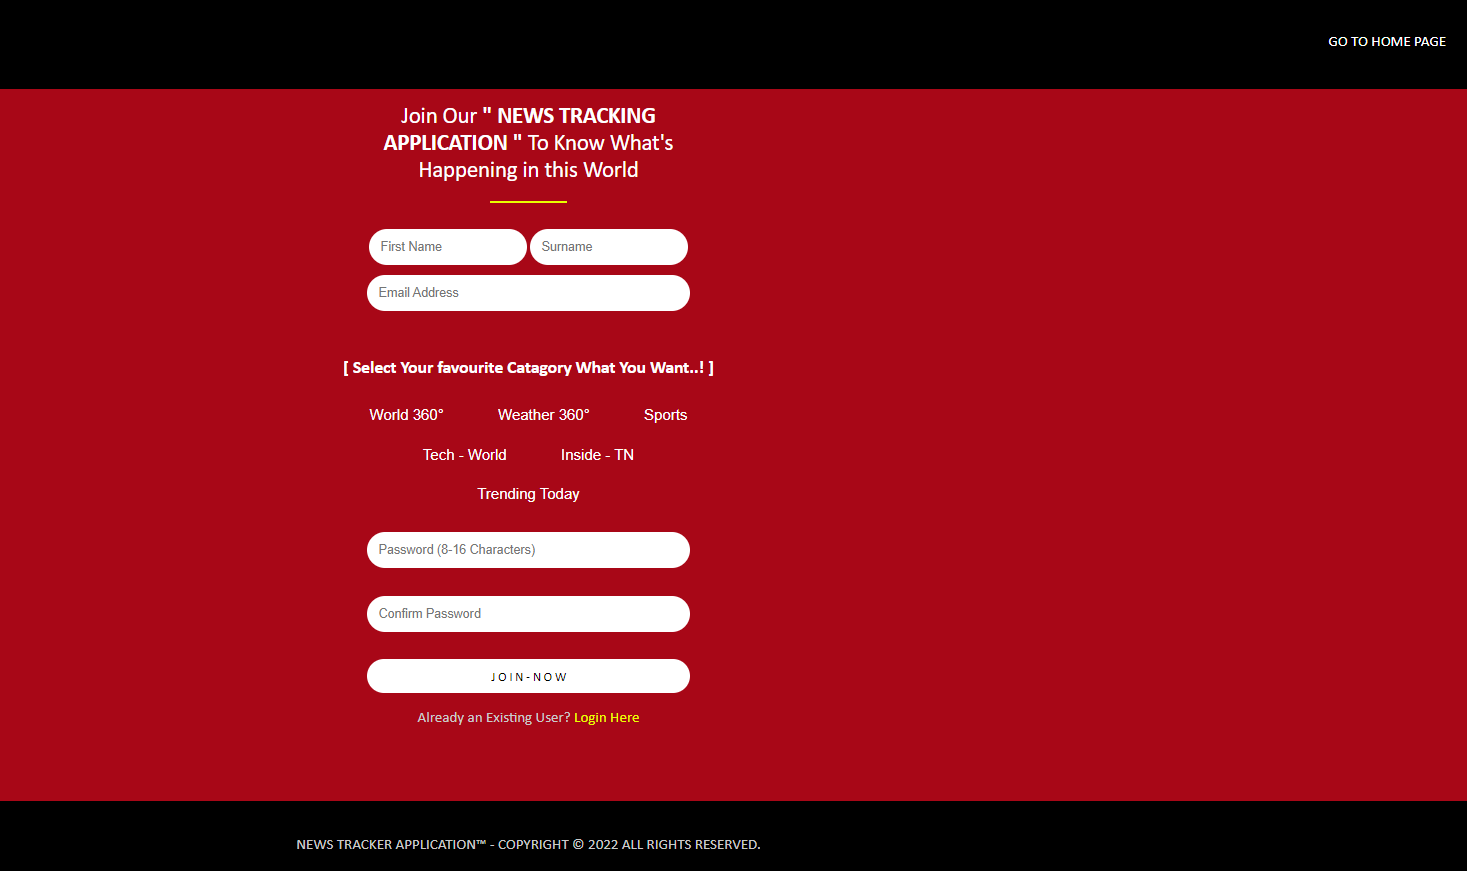 GO TO HOME PAGE
Join Our " NEWS TRACKING
APPLICATION " To Know What's
Happening in this World
First Name Surname
Email Address
[ Select Your favourite Catagory What You Want..! ]
World 360° Weather 360° Sports
Tech - World Inside - TN
Trending Today
Password (8-16 Characters)
Confirm Password
JOIN-NOW
Already an Existing User? Login Here
NEWS TRACKER APPLICATION™ - COPYRIGHT © 2022 ALL RIGHTS RESERVED.